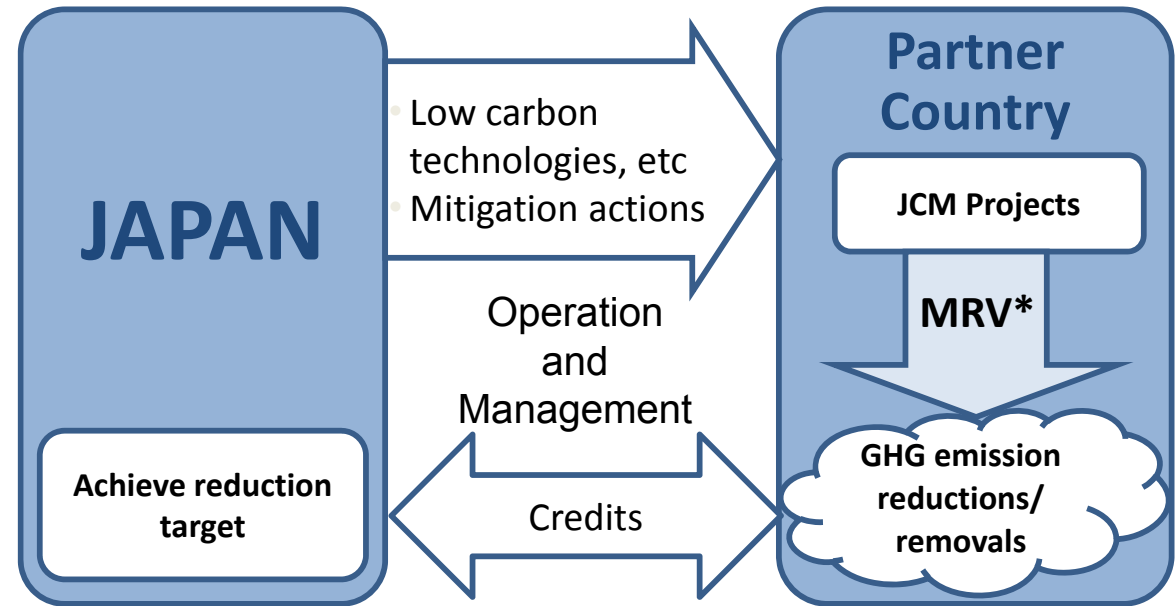 JAPAN
Achieve reduction
target
• Low carbon
technologies, etc
• Mitigation actions
Operation
and
Management
Credits
Partner
Country
JCM Projects
MRV*
GHG emission
reductions/
removals